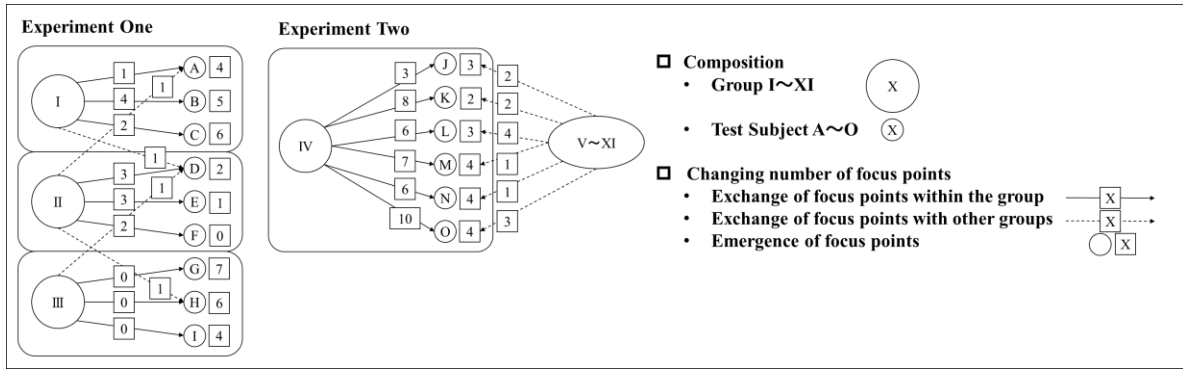 Experiment One
Experiment Two
I
1
A 4
1
4
B 5
2
C 6
1
II
3
D 2
1
3
E 1
2
F 0
III
0
G 7
1
0
H 6
0
I 4
IV
3
J 3
2
8
K 2
2
6
L 3
4
V~XI
7
M 4
1
6
N 4
1
10
O 4
3
Composition
• Group I~XI
X
• Test Subject A~O
X
Changing number of focus points
• Exchange of focus points within the group
X
• Exchange of focus points with other groups
X
• Emergence of focus points
X